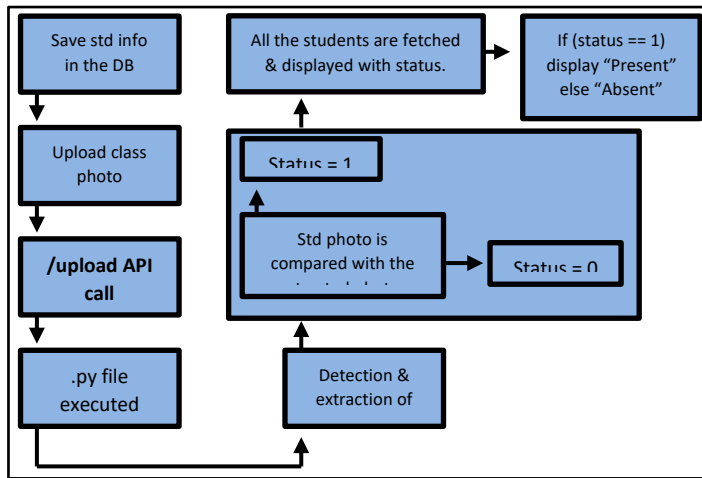 Save std info
in the DB
Upload class
photo
/upload API
call
.py file
executed
Detection &
extraction of
Std photo is
compared with the
Status = 1
Status = 0
All the students are fetched
& displayed with status.
If (status == 1)
display “Present”
else “Absent”